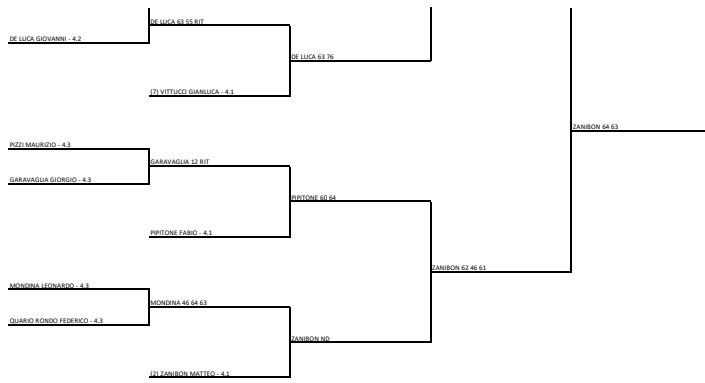 DE LUCA 63 55 RIT
DE LUCA GIOVANNI - 4.2
DE LUCA 63 76
(7) VITTUCCI GIANLUCA - 4.1
ZANIBON 64 63
PIZZI MAURIZIO - 4.3
GARAVAGLIA 12 RIT
GARAVAGLIA GIORGIO - 4.3
PIPITONE 60 64
PIPITONE FABIO - 4.1
ZANIBON 62 46 61
MONDINA LEONARDO - 4.3
MONDINA 46 64 63
QUARIO RONDO FEDERICO - 4.3
ZANIBON ND
(2) ZANIBON MATTEO - 4.1